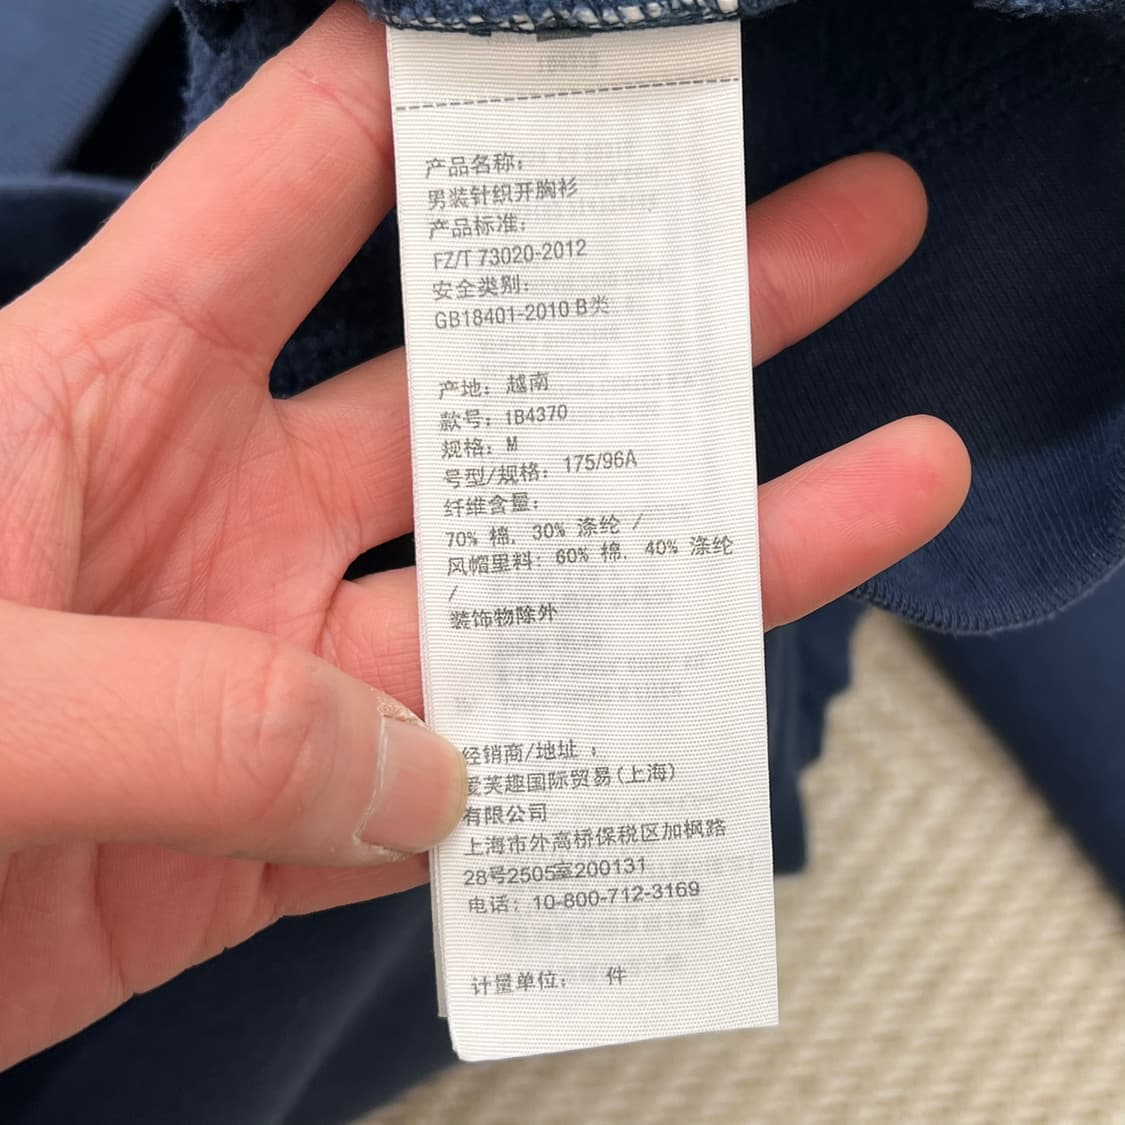 产品名称：
男装针织开胸衫
产品标准：
FZ/T 73020-2012
安全类别：
GB18401-2010 B类
产地： 越南
款号： 1B4370
规格： M
号型/规格： 175/96A
纤维含量：
70% 棉, 30% 涤纶 /
风帽里料： 60% 棉, 40% 涤纶
/
装饰物除外
经销商/地址 ：
爱芙趣国际贸易(上海)
有限公司
上海市外高桥保税区加枫路
28号2505室200131
电话： 10-800-712-3169
计量单位： 件